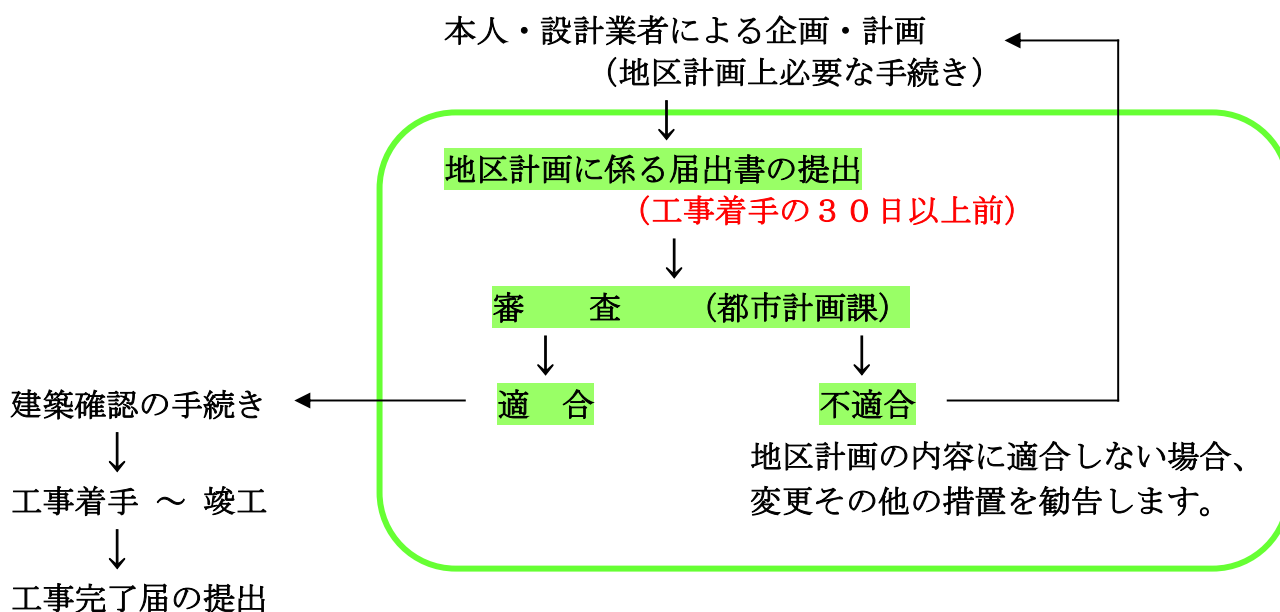 本人・設計業者による企画・計画
（地区計画上必要な手続き）
地区計画に係る届出書の提出
（工事着手の３０日以上前）
審　　査　　（都市計画課）
適　合
不適合
地区計画の内容に適合しない場合、
変更その他の措置を勧告します。
建築確認の手続き
工事着手 ～ 竣工
工事完了届の提出